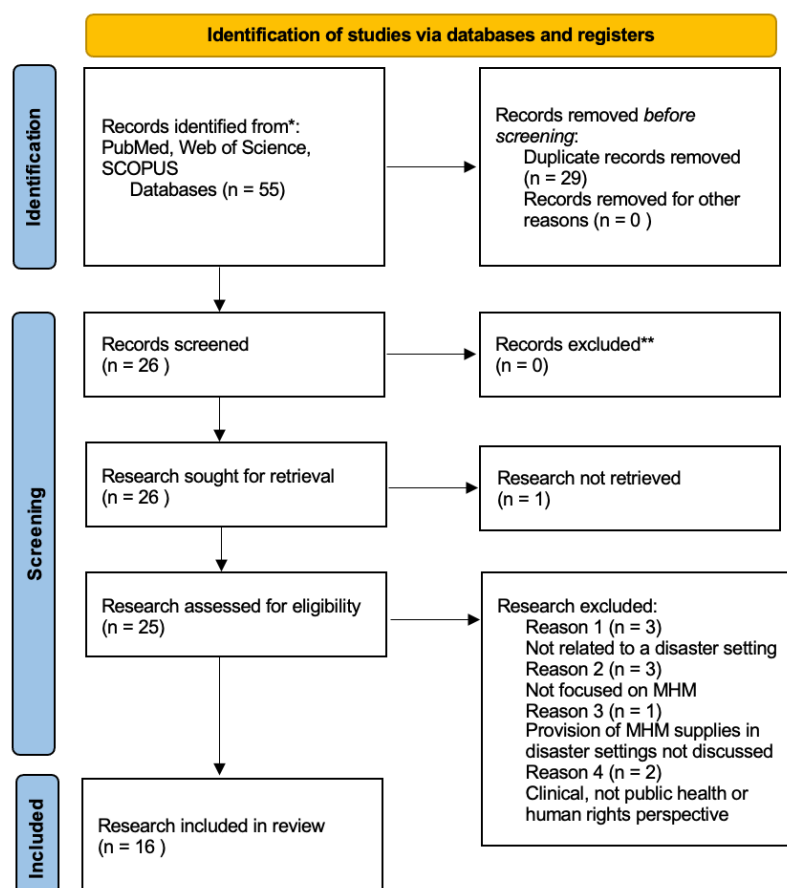 Identification of studies via databases and registers
Identification
Records identified from*:
PubMed, Web of Science,
SCOPUS
Databases (n = 55)
Records removed before
screening:
Duplicate records removed
(n = 29)
Records removed for other
reasons (n = 0 )
Screening
Records screened
(n = 26 )
Records excluded**
(n = 0)
Research sought for retrieval
(n = 26 )
Research not retrieved
(n = 1)
Research assessed for eligibility
(n = 25)
Research excluded:
Reason 1 (n = 3)
Not related to a disaster setting
Reason 2 (n = 3)
Not focused on MHM
Reason 3 (n = 1)
Provision of MHM supplies in
disaster settings not discussed
Reason 4 (n = 2)
Clinical, not public health or
human rights perspective
Included
Research included in review
(n = 16 )